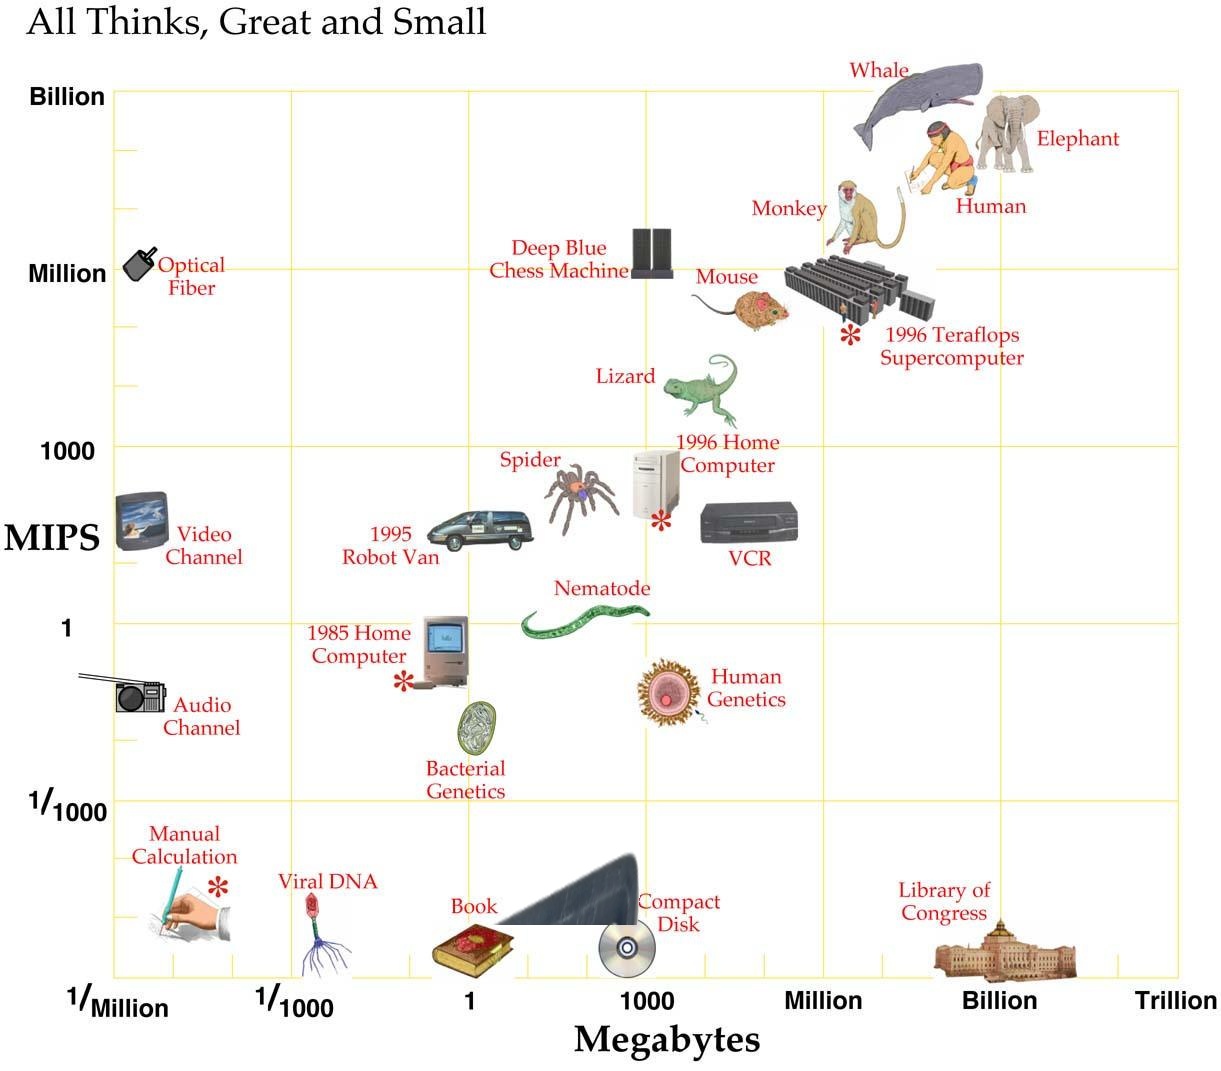 All Thinks, Great and Small
Whale
Billion
Elephant
Monkey
Human
Deep Blue
Chess Machine
Optical
Fiber
Million
Mouse
1996 Teraflops
Supercomputer
*
Lizard
1000
1996 Home
Computer
*
Spider
MIPS
Video
Channel
1995
Robot Van
VCR
Nematode
1
1985 Home
Computer
*
Human
Genetics
Audio
Channel
Bacterial
Genetics
1/1000
Manual
Calculation
*
Viral DNA
Book
Compact
Disk
Library of
Congress
1/Million 1/1000 1 1000 Million Billion Trillion
Megabytes